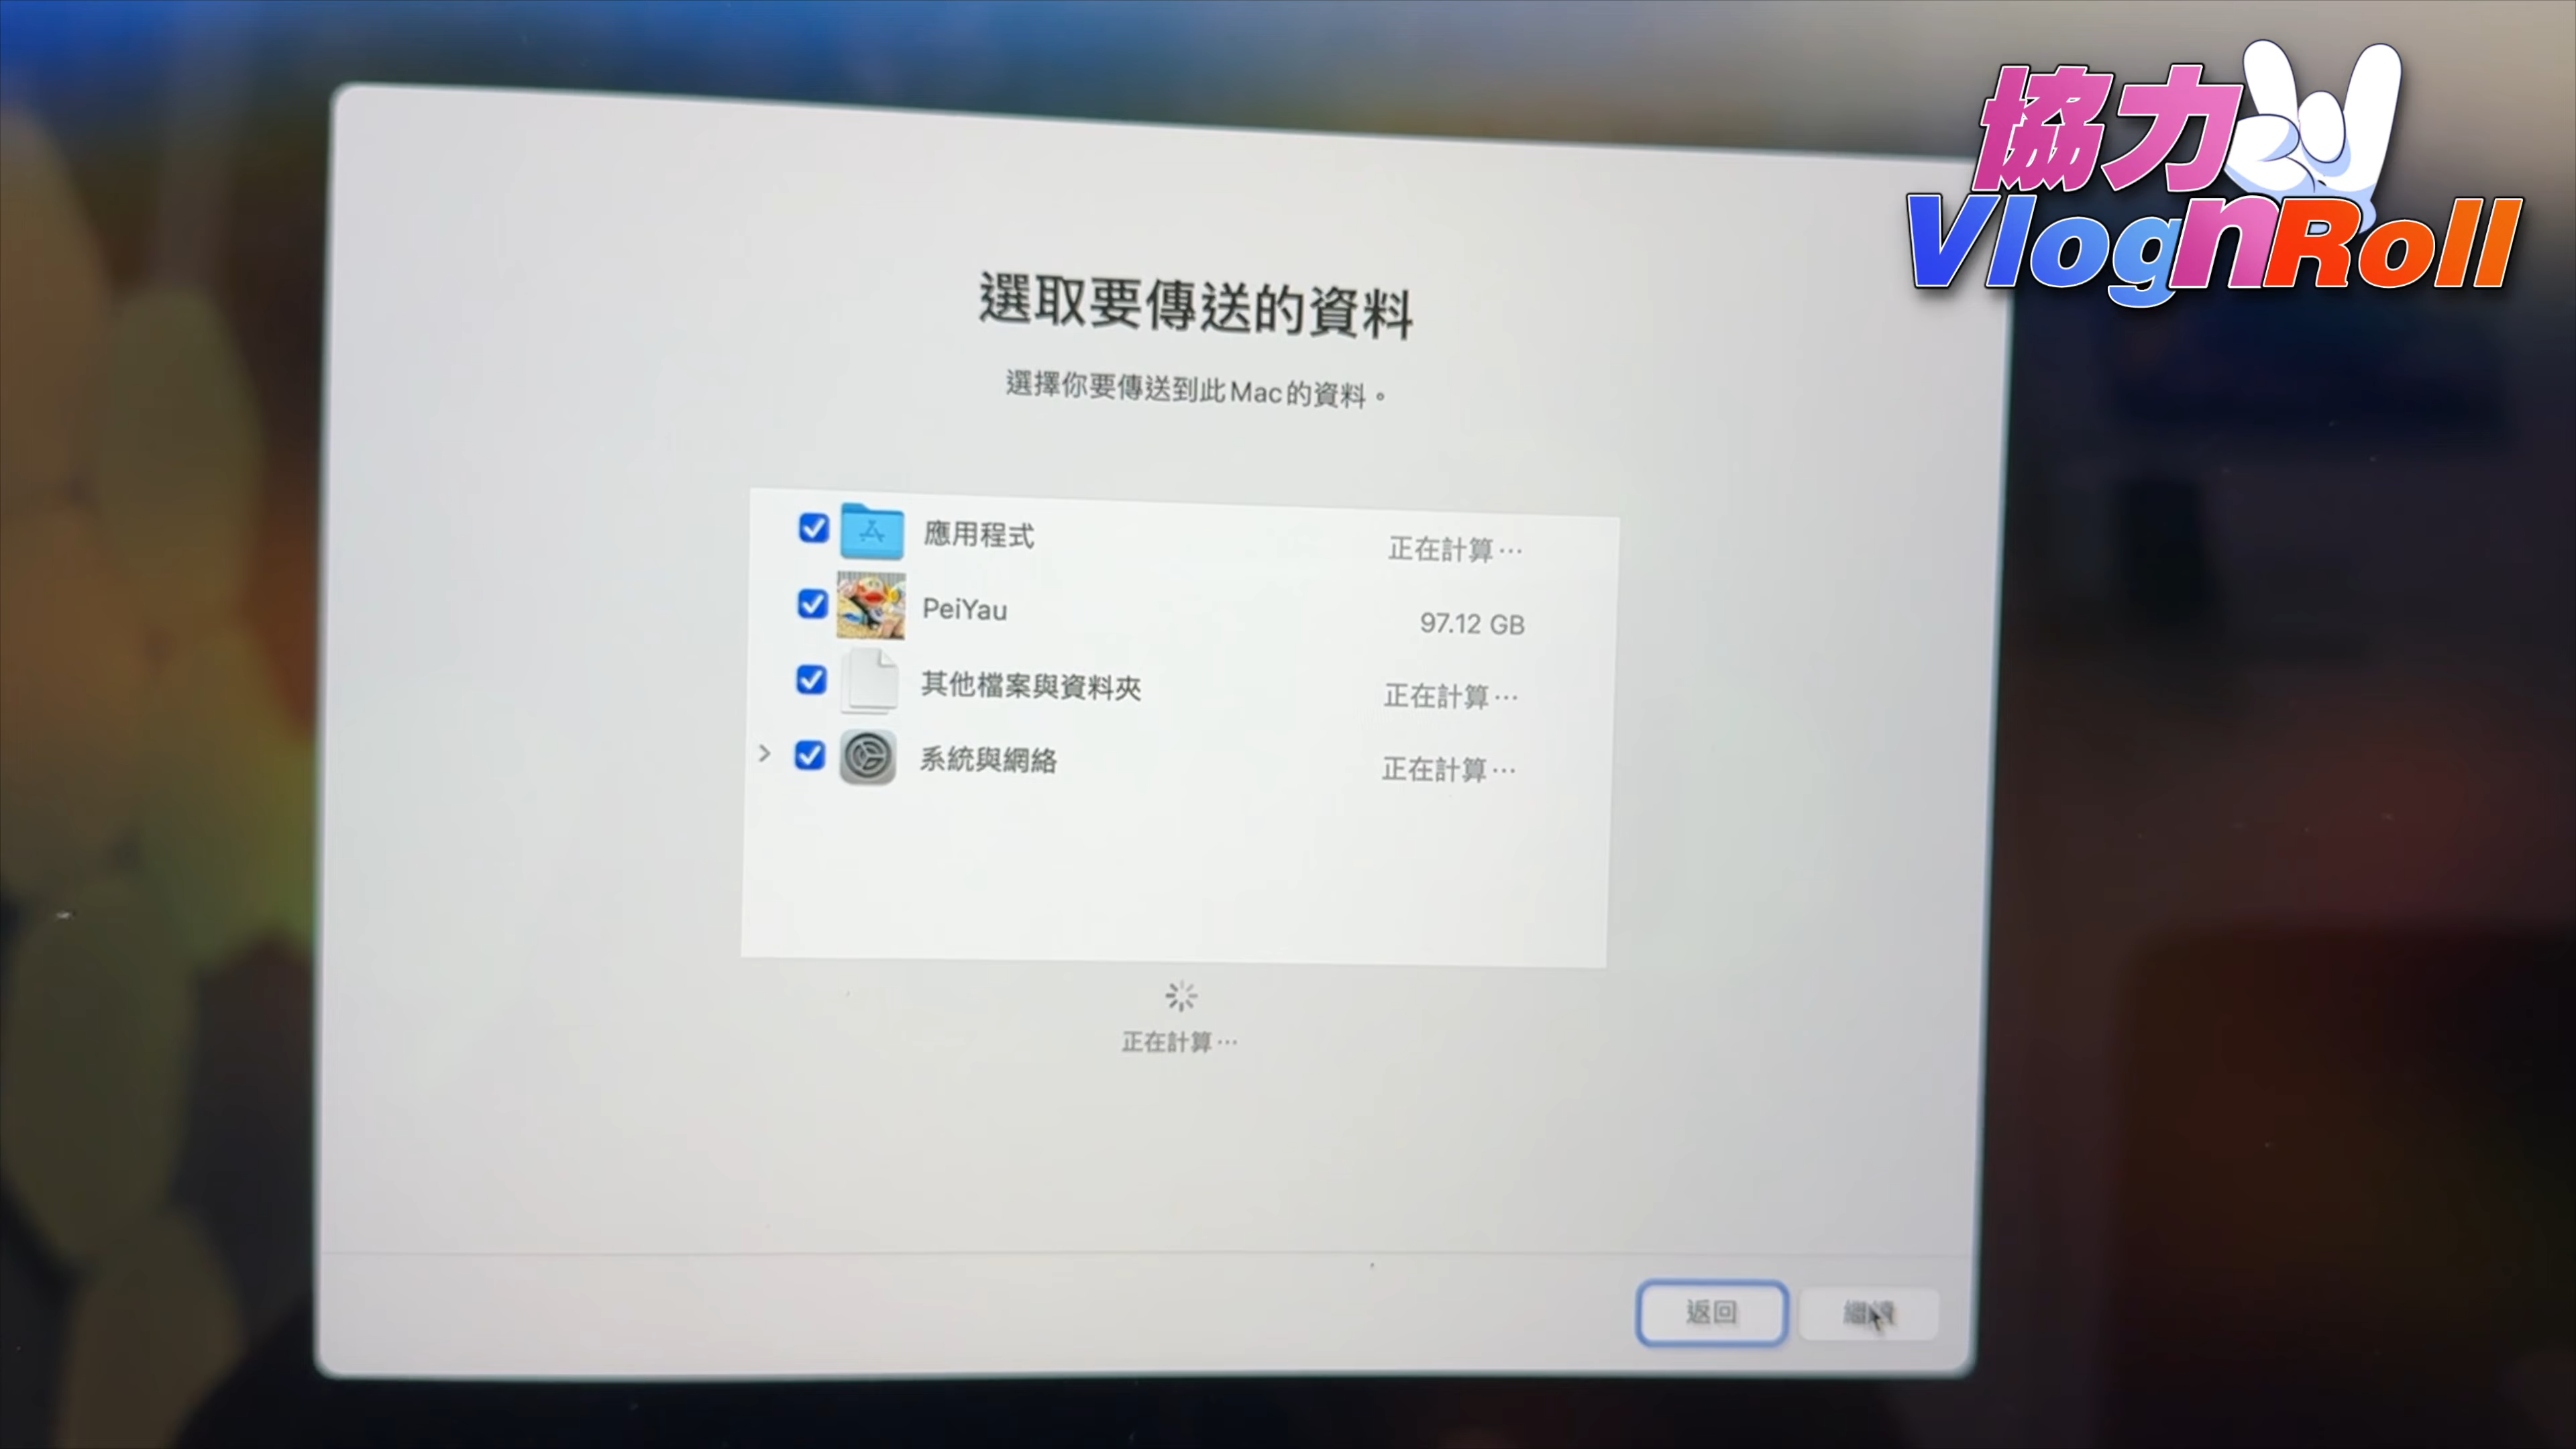 協力
VlognRoll
選取要傳送的資料
選擇你要傳送到此Mac的資料。
應用程式 正在計算…
PeiYau 97.12 GB
其他檔案與資料夾 正在計算…
系統與網絡 正在計算…
正在計算…
返回 繼續